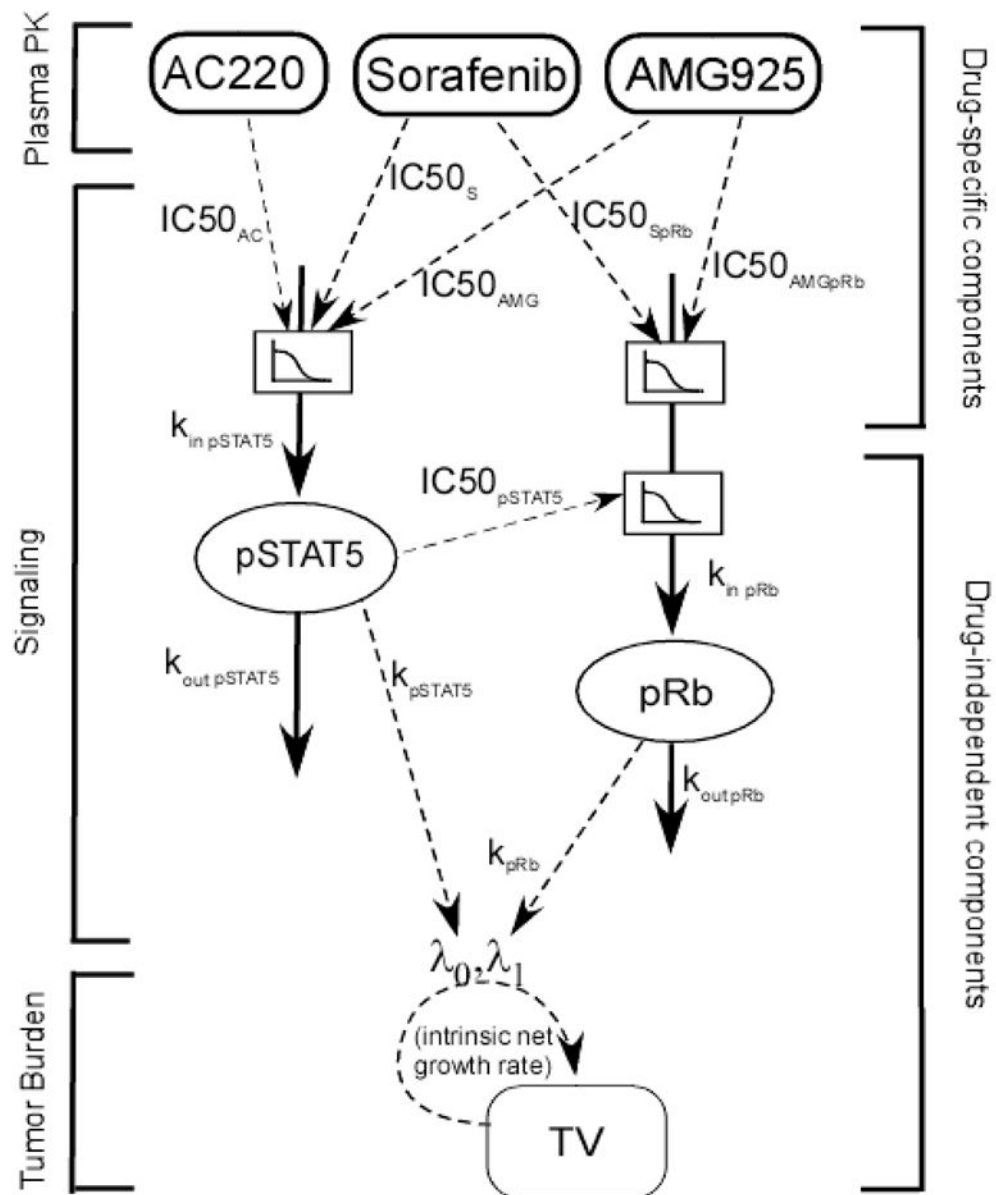 Plasma PK
AC220
Sorafenib
AMG925
Drug-specific components
IC50S
IC50AC
IC50SpRb
IC50AMG
IC50AMGpRb
Signaling
kin pSTAT5
IC50pSTAT5
pSTAT5
kin pRb
kout pSTAT5
kpSTAT5
pRb
kout pRb
kpRb
Drug-independent components
λ0,λ1
(intrinsic net
growth rate)
Tumor Burden
TV